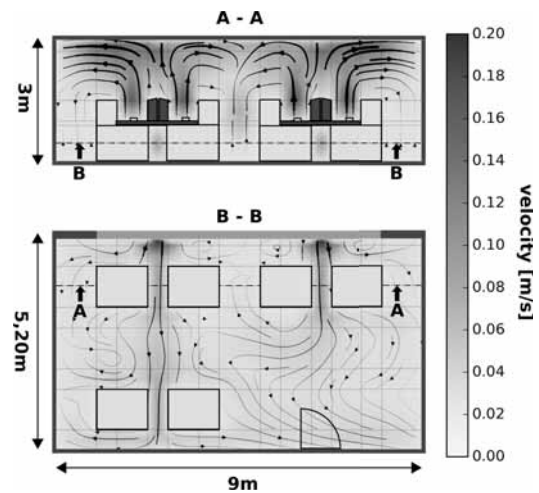 A - A
3m
B
B
B - B
5,20m
A
A
9m
0.20
0.18
0.16
0.14
0.12
0.10
0.08
0.06
0.04
0.02
0.00
velocity [m/s]